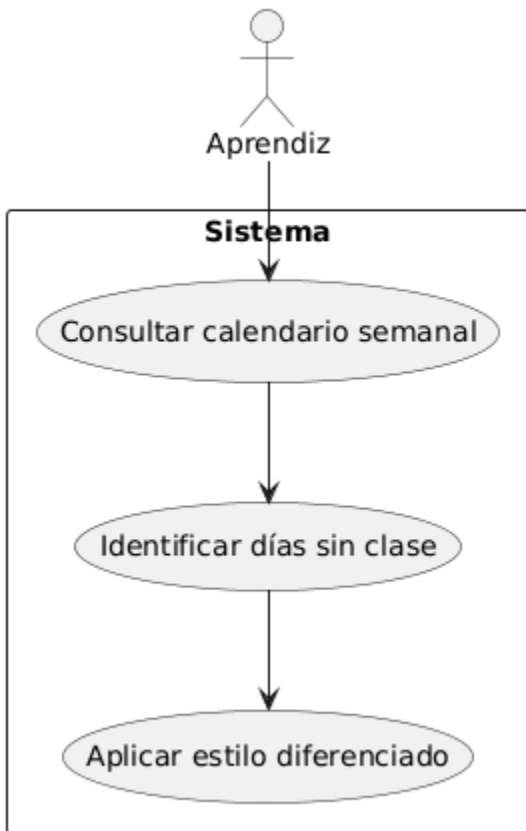 Aprendiz
Sistema
Consultar calendario semanal
Identificar días sin clase
Aplicar estilo diferenciado